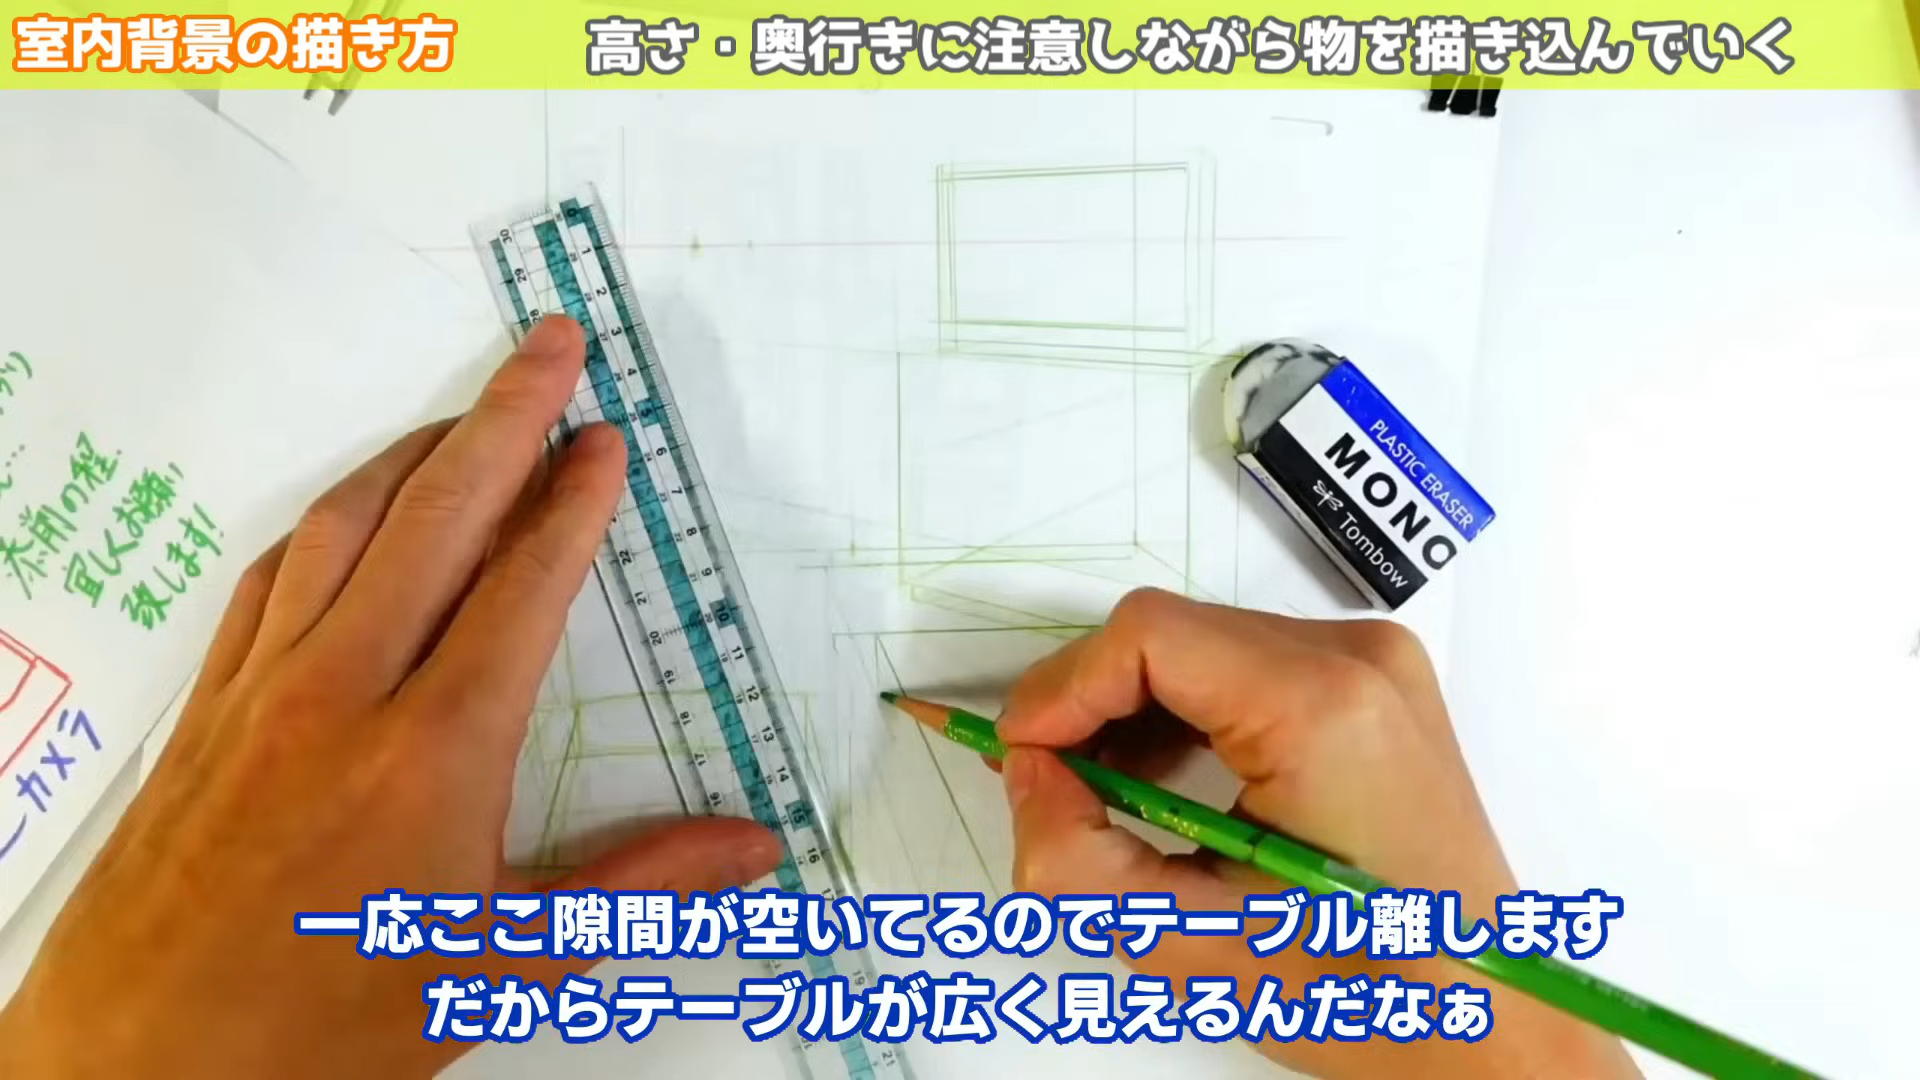 室内背景の描き方
高さ・奥行きに注意しながら物を描き込んでいく
PLASTIC ERASER
MONO
Tombow
添削の程、
宜しくお願い
致します!
カメラ
一応ここ隙間が空いてるのでテーブル離します
だからテーブルが広く見えるんだなぁ